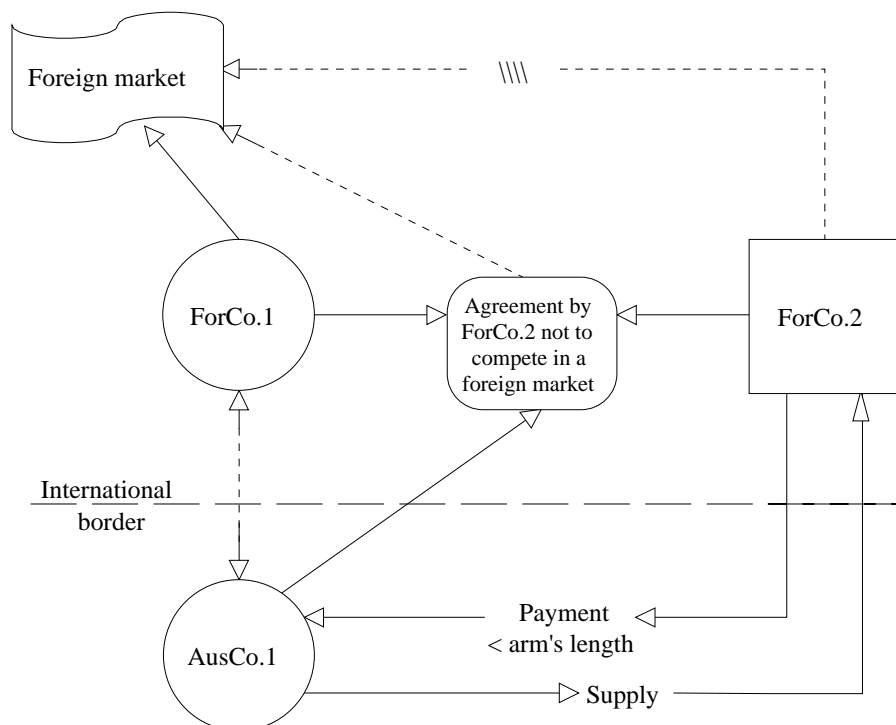 Foreign market
ForCo.1
Agreement by
ForCo.2 not to
compete in a
foreign market
ForCo.2
International
border
Payment
< arm's length
AusCo.1
Supply